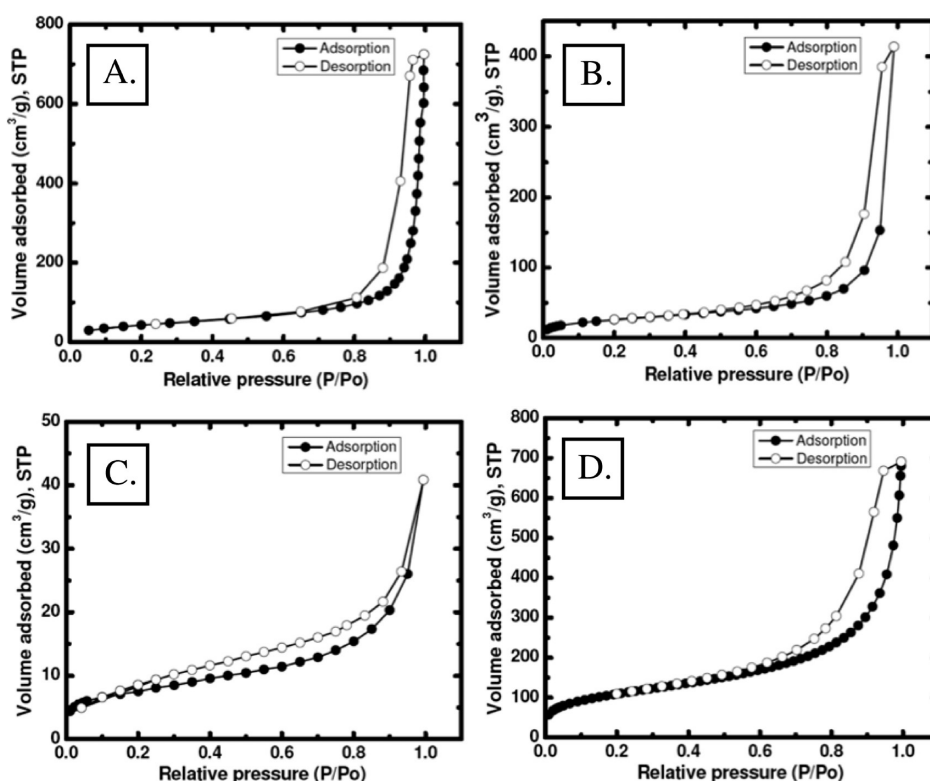 A.
Adsorption
Desorption
Volume adsorbed (cm³/g), STP
800
600
400
200
0
0.0 0.2 0.4 0.6 0.8 1.0
Relative pressure (P/Po)
B.
Adsorption
Desorption
Volume adsorbed (cm³/g), STP
400
300
200
100
0
0.0 0.2 0.4 0.6 0.8 1.0
Relative pressure (P/Po)
C.
Adsorption
Desorption
Volume adsorbed (cm³/g), STP
50
40
30
20
10
0
0.0 0.2 0.4 0.6 0.8 1.0
Relative pressure (P/Po)
D.
Adsorption
Desorption
Volume adsorbed (cm³/g), STP
800
700
600
500
400
300
200
100
0
0.0 0.2 0.4 0.6 0.8 1.0
Relative pressure (P/Po)